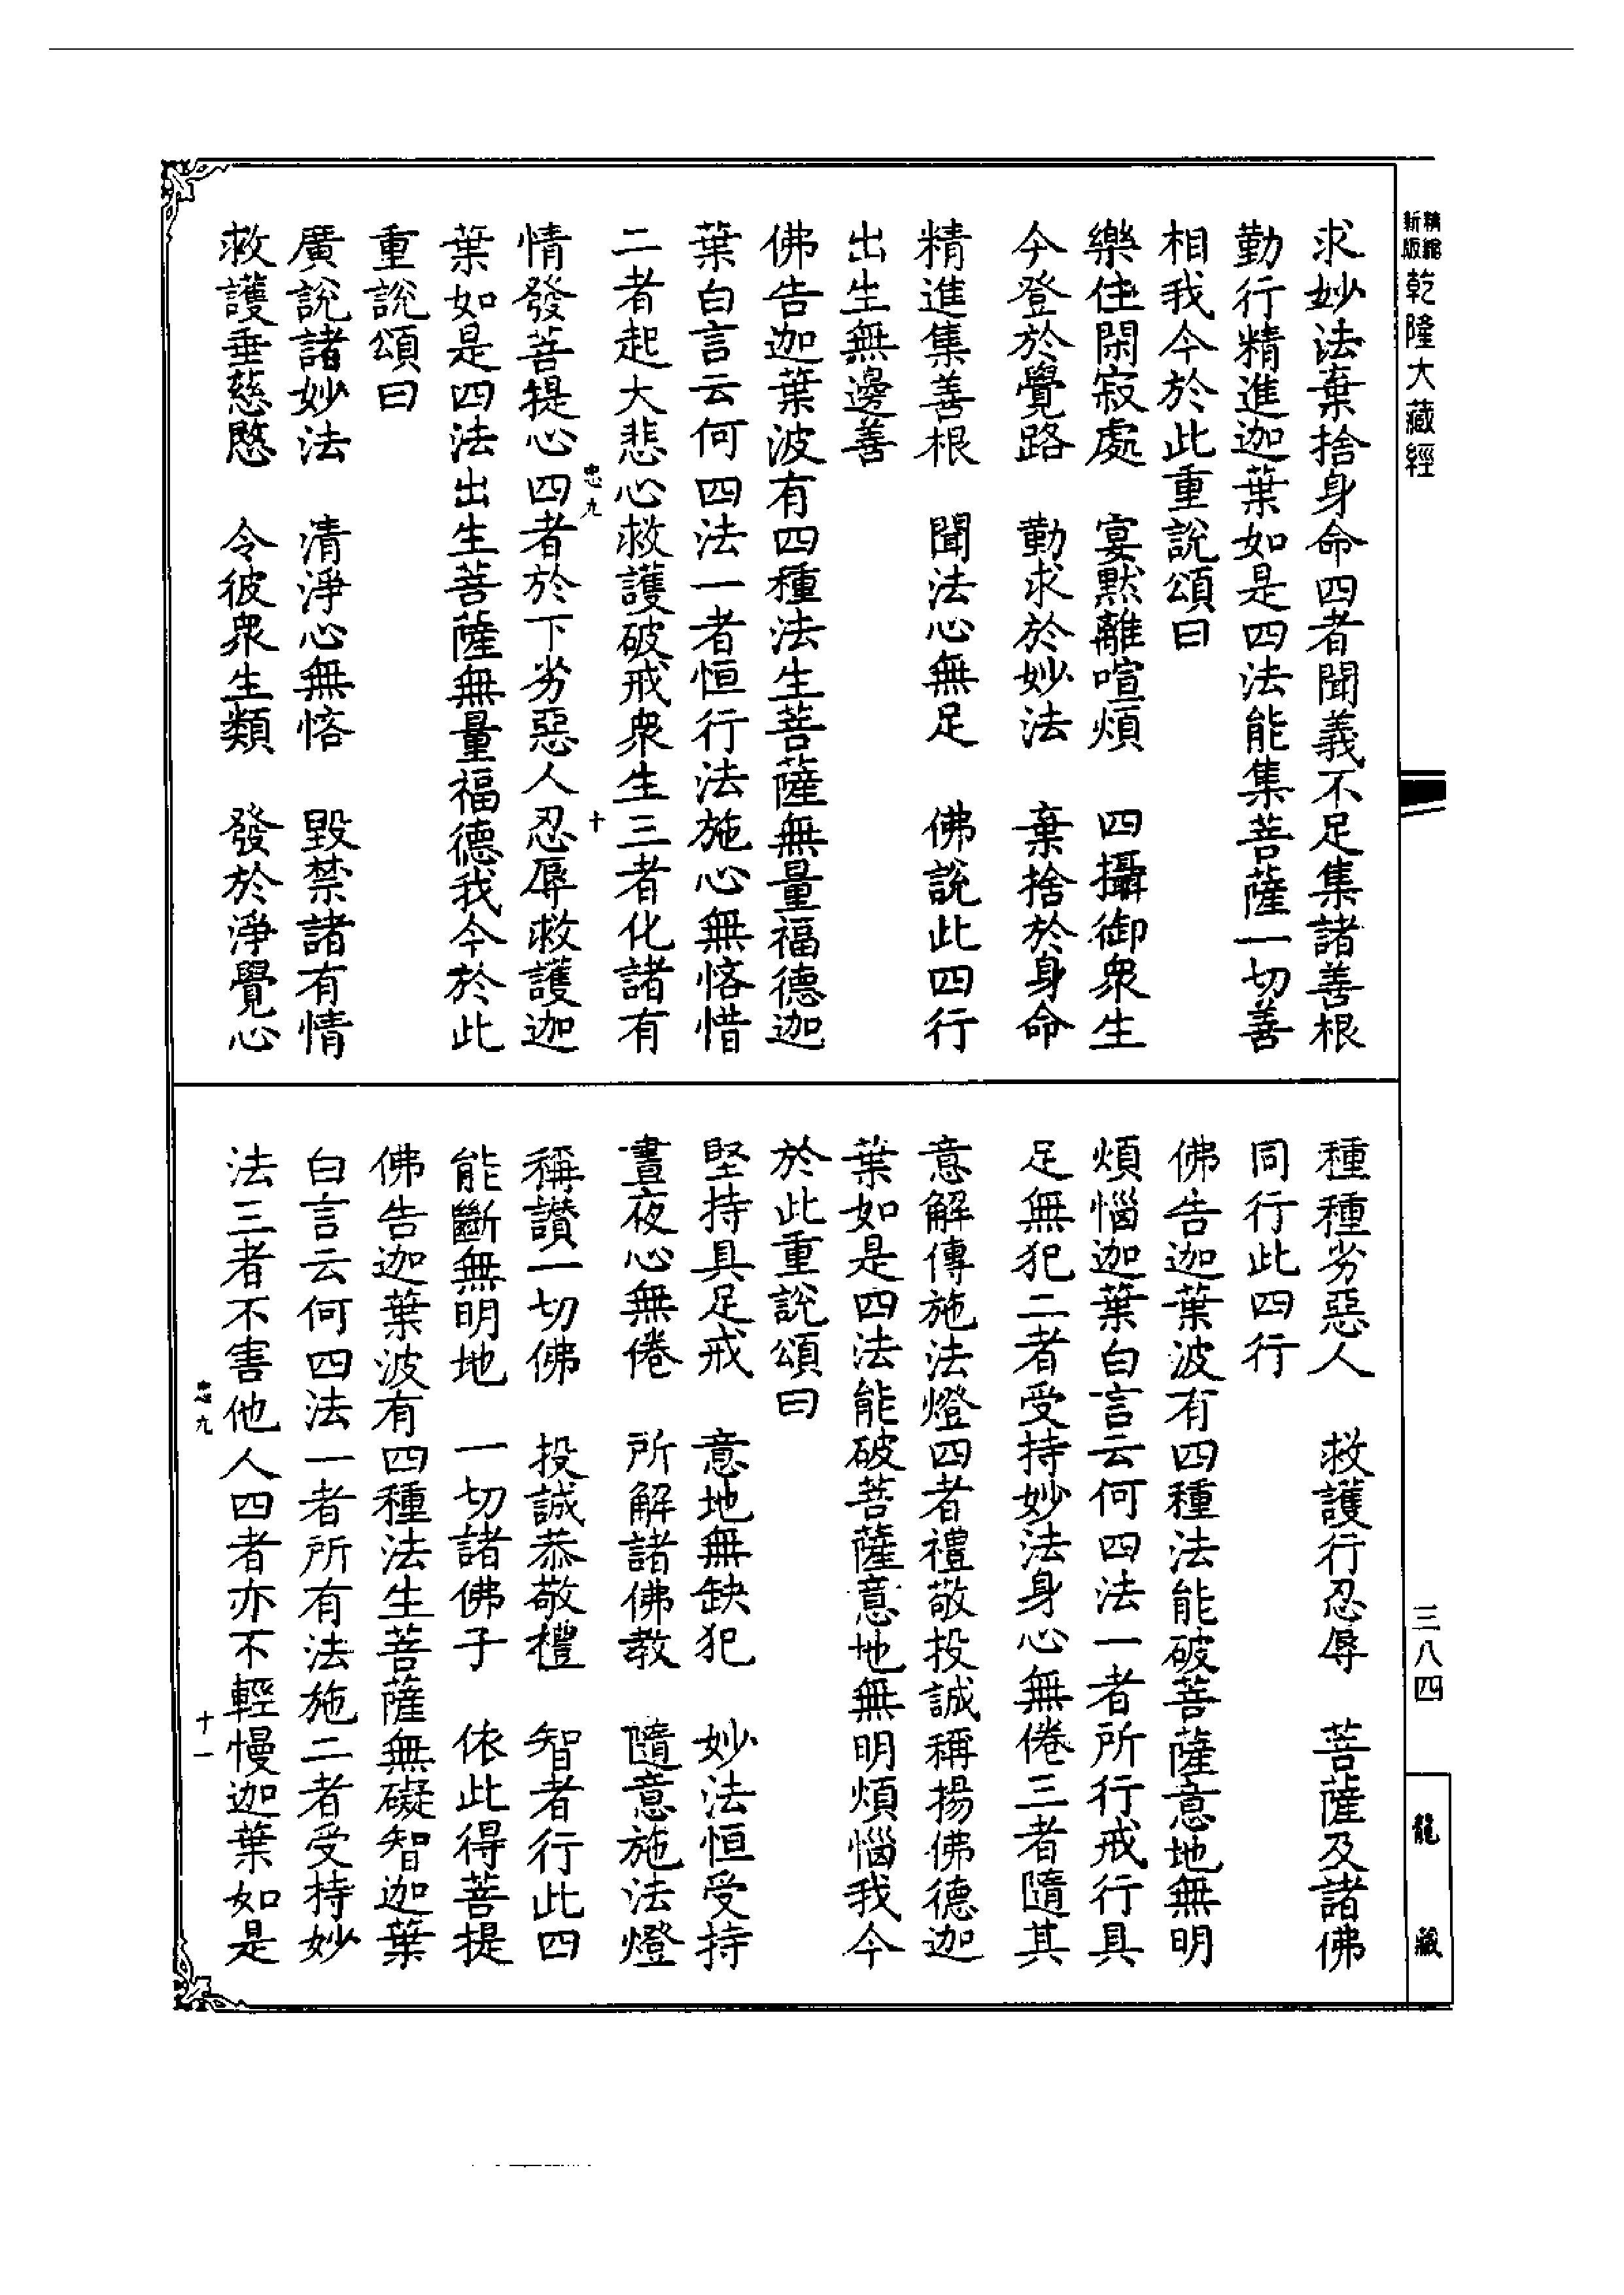 精縮新版 乾隆大藏經
三八四
龍藏
求妙法棄捨身命四者聞義不足集諸善根
勤行精進迦葉如是四法能集菩薩一切善
相我今於此重說頌曰
樂住閑寂處　宴默離喧煩　四攝御衆生
今登於覺路　勤求於妙法　棄捨於身命
精進集善根　聞法心無足　佛說此四行
出生無邊善
佛告迦葉波有四種法生菩薩無量福德迦
葉白言云何四法一者恒行法施心無悋惜
二者起大悲心救護破戒衆生三者化諸有
忠九　十
情發菩提心四者於下劣惡人忍辱救護迦
葉如是四法出生菩薩無量福德我今於此
重說頌曰
廣說諸妙法　清淨心無悋　毀禁諸有情
救護垂慈愍　令彼衆生類　發於淨覺心
種種劣惡人　救護行忍辱　菩薩及諸佛
同行此四行
佛告迦葉波有四種法能破菩薩意地無明
煩惱迦葉白言云何四法一者所行戒行具
足無犯二者受持妙法身心無倦三者隨其
意解傳施法燈四者禮敬投誠稱揚佛德迦
葉如是四法能破菩薩意地無明煩惱我今
於此重說頌曰
堅持具足戒　意地無缺犯　妙法恒受持
晝夜心無倦　所解諸佛教　隨意施法燈
稱讚一切佛　投誠恭敬禮　智者行此四
能斷無明地　一切諸佛子　依此得菩提
佛告迦葉波有四種法生菩薩無礙智迦葉
白言云何四法一者所有法施二者受持妙
法三者不害他人四者亦不輕慢迦葉如是
忠九　十一